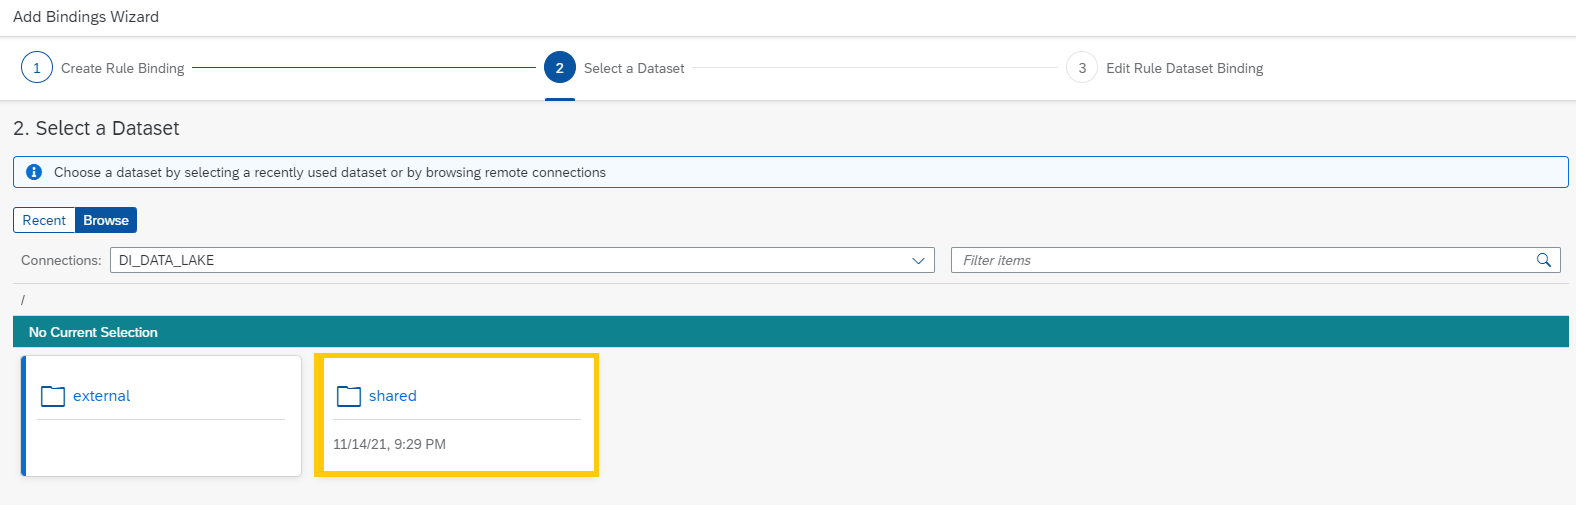 Add Bindings Wizard
1 Create Rule Binding 2 Select a Dataset 3 Edit Rule Dataset Binding
2. Select a Dataset
Choose a dataset by selecting a recently used dataset or by browsing remote connections
Recent Browse
Connections: DI_DATA_LAKE Filter items
/
No Current Selection
external shared
11/14/21, 9:29 PM